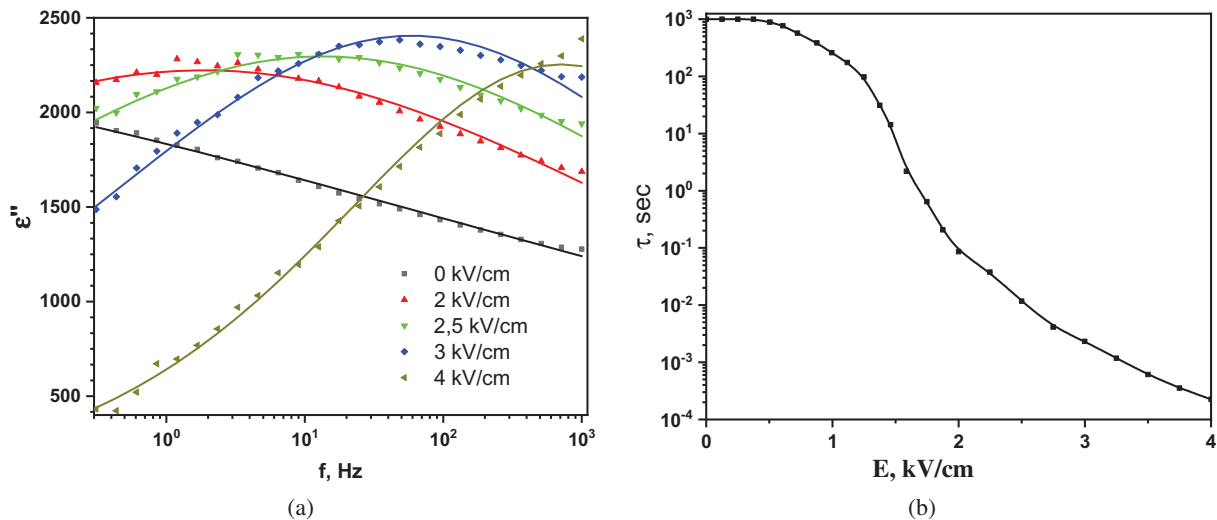 2500
2000
1500
1000
500
ε"
0 kV/cm
2 kV/cm
2,5 kV/cm
3 kV/cm
4 kV/cm
10⁰ 10¹ 10² 10³
f, Hz
(a)
10³
10²
10¹
10⁰
10⁻¹
10⁻²
10⁻³
10⁻⁴
τ, sec
0 1 2 3 4
E, kV/cm
(b)